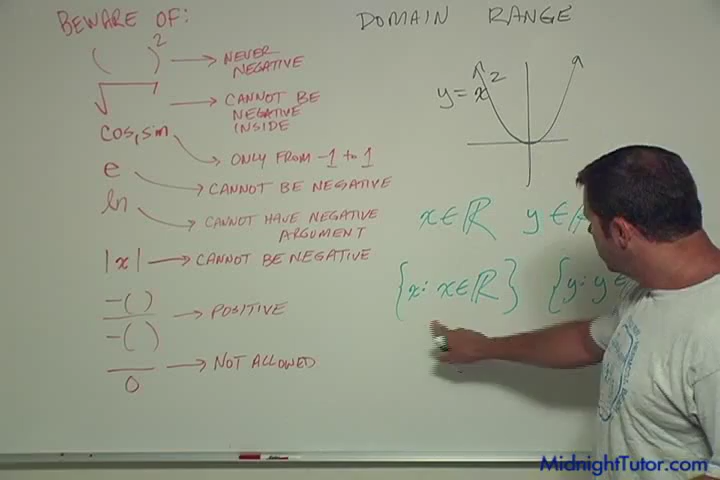 BEWARE OF:
( )² → NEVER NEGATIVE
√ → CANNOT BE NEGATIVE INSIDE
cos, sin → ONLY FROM -1 to 1
e → CANNOT BE NEGATIVE
ln → CANNOT HAVE NEGATIVE ARGUMENT
|x| → CANNOT BE NEGATIVE
-( ) / -( ) → POSITIVE
/ 0 → NOT ALLOWED
DOMAIN RANGE
y = x²
x ∈ ℝ y ∈
{x: x ∈ ℝ} {y: y ∈
MidnightTutor.com